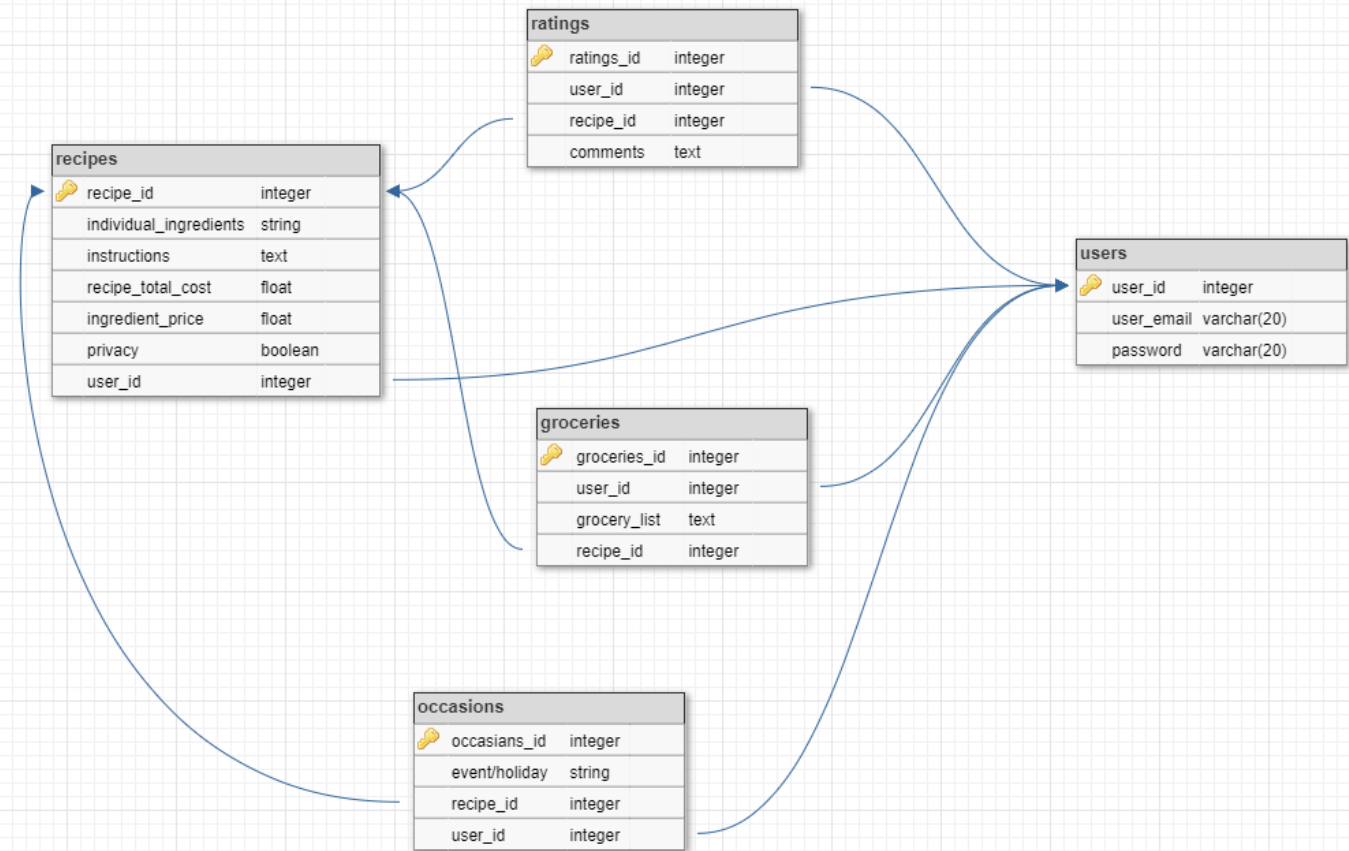 ratings
ratings_id integer
user_id integer
recipe_id integer
comments text
recipes
recipe_id integer
individual_ingredients string
instructions text
recipe_total_cost float
ingredient_price float
privacy boolean
user_id integer
users
user_id integer
user_email varchar(20)
password varchar(20)
groceries
groceries_id integer
user_id integer
grocery_list text
recipe_id integer
occasions
occasians_id integer
event/holiday string
recipe_id integer
user_id integer